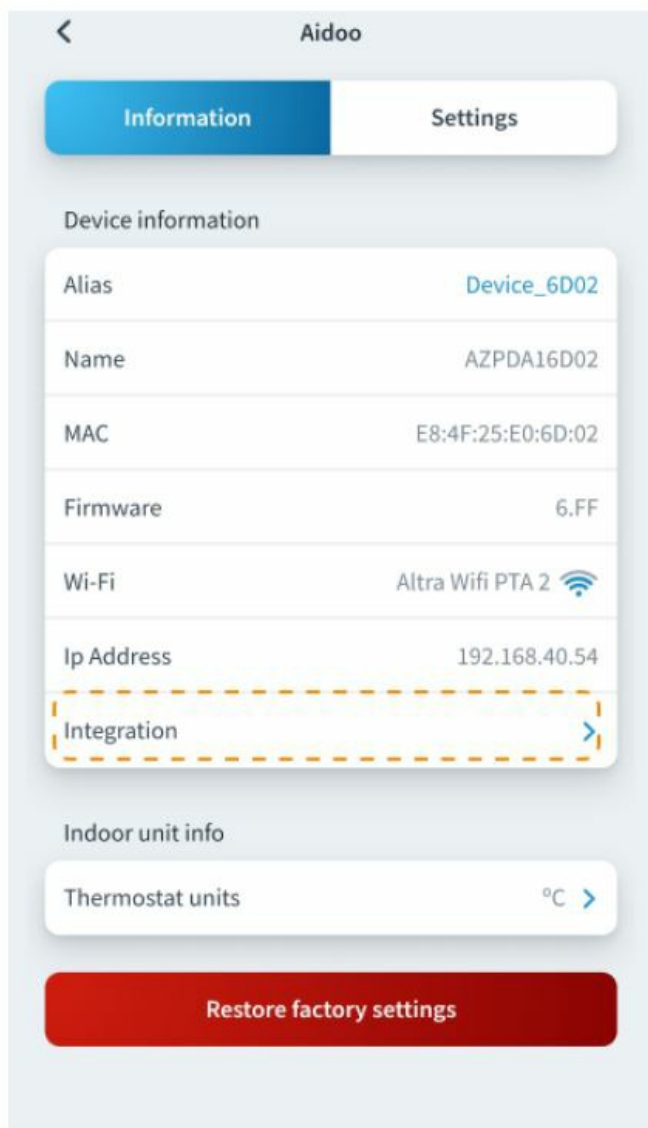 Aidoo
Information Settings
Device information
Alias Device_6D02
Name AZPDA16D02
MAC E8:4F:25:E0:6D:02
Firmware 6.FF
Wi-Fi Altra Wifi PTA 2
Ip Address 192.168.40.54
Integration
Indoor unit info
Thermostat units ºC
Restore factory settings